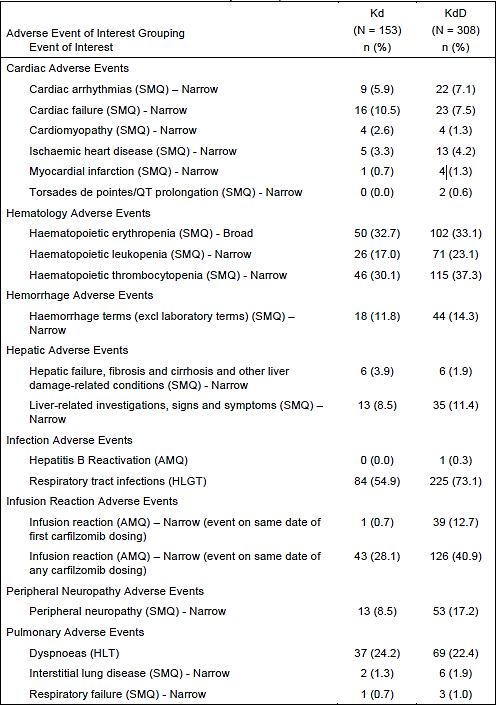 Kd KdD
(N = 153) (N = 308)
Adverse Event of Interest Grouping
Event of Interest n (%) n (%)
Cardiac Adverse Events
Cardiac arrhythmias (SMQ) – Narrow 9 (5.9) 22 (7.1)
Cardiac failure (SMQ) - Narrow 16 (10.5) 23 (7.5)
Cardiomyopathy (SMQ) - Narrow 4 (2.6) 4 (1.3)
Ischaemic heart disease (SMQ) - Narrow 5 (3.3) 13 (4.2)
Myocardial infarction (SMQ) - Narrow 1 (0.7) 4 (1.3)
Torsades de pointes/QT prolongation (SMQ) - Narrow 0 (0.0) 2 (0.6)
Hematology Adverse Events
Haematopoietic erythropenia (SMQ) - Broad 50 (32.7) 102 (33.1)
Haematopoietic leukopenia (SMQ) - Narrow 26 (17.0) 71 (23.1)
Haematopoietic thrombocytopenia (SMQ) - Narrow 46 (30.1) 115 (37.3)
Hemorrhage Adverse Events
Haemorrhage terms (excl laboratory terms) (SMQ) – 18 (11.8) 44 (14.3)
Narrow
Hepatic Adverse Events
Hepatic failure, fibrosis and cirrhosis and other liver 6 (3.9) 6 (1.9)
damage-related conditions (SMQ) - Narrow
Liver-related investigations, signs and symptoms (SMQ) – 13 (8.5) 35 (11.4)
Narrow
Infection Adverse Events
Hepatitis B Reactivation (AMQ) 0 (0.0) 1 (0.3)
Respiratory tract infections (HLGT) 84 (54.9) 225 (73.1)
Infusion Reaction Adverse Events
Infusion reaction (AMQ) – Narrow (event on same date of 1 (0.7) 39 (12.7)
first carfilzomib dosing)
Infusion reaction (AMQ) – Narrow (event on same date of 43 (28.1) 126 (40.9)
any carfilzomib dosing)
Peripheral Neuropathy Adverse Events
Peripheral neuropathy (SMQ) - Narrow 13 (8.5) 53 (17.2)
Pulmonary Adverse Events
Dyspnoeas (HLT) 37 (24.2) 69 (22.4)
Interstitial lung disease (SMQ) - Narrow 2 (1.3) 6 (1.9)
Respiratory failure (SMQ) - Narrow 1 (0.7) 3 (1.0)